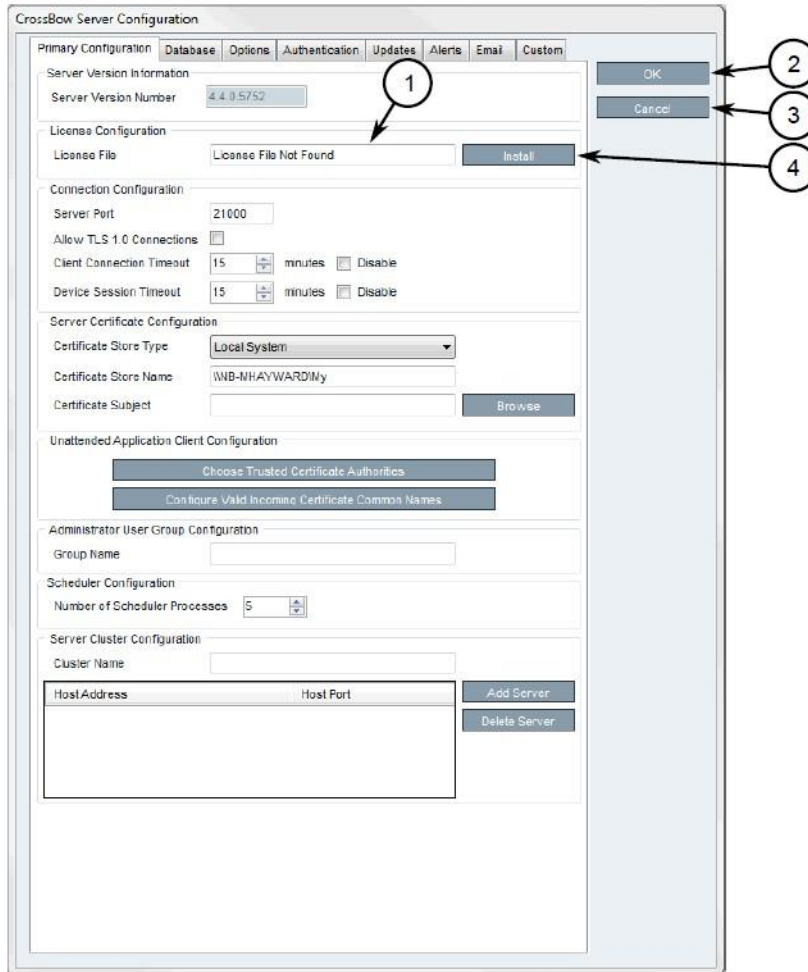 CrossBow Server Configuration
Primary Configuration Database Options Authentication Updates Alerts Email Custom
Server Version Information
Server Version Number 4.4.0.5752
1
OK
2
Cancel
3
License Configuration
License File License File Not Found Install
4
Connection Configuration
Server Port 21000
Allow TLS 1.0 Connections
Client Connection Timeout 15 minutes Disable
Device Session Timeout 15 minutes Disable
Server Certificate Configuration
Certificate Store Type Local System
Certificate Store Name \\NB-MHAYWARD\My
Certificate Subject Browse
Unattended Application Client Configuration
Choose Trusted Certificate Authorities
Configure Valid Incoming Certificate Common Names
Administrator User Group Configuration
Group Name
Scheduler Configuration
Number of Scheduler Processes 5
Server Cluster Configuration
Cluster Name
Host Address Host Port Add Server
Delete Server